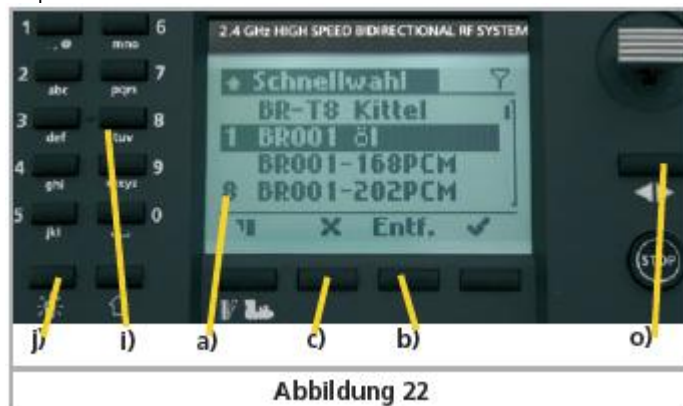 1 6
. , @ mno
2.4 GHz HIGH SPEED BIDIRECTIONAL RF SYSTEM
2 7
abc pqrs
3 8
def tuv
4 9
ghi
5 0
jkl
Schnellwahl
BR-T8 Kittel
1 BR001 öl
BR001-168PCM
8 BR001-202PCM
Entf.
STOP
j) i) a) c) b) o)
Abbildung 22